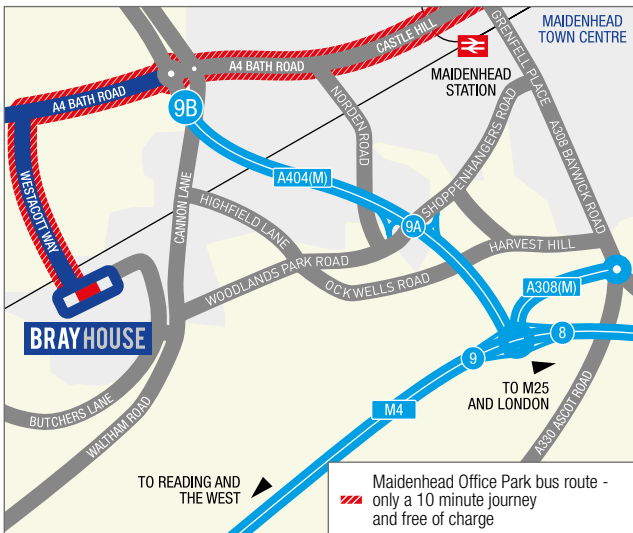 MAIDENHEAD
TOWN CENTRE
GRENFELL PLACE
CASTLE HILL
A4 BATH ROAD
MAIDENHEAD
STATION
A4 BATH ROAD
9B
NORDEN ROAD
SHOPPENHANGERS ROAD
A308 BAYWICK ROAD
WESTACOTT WAY
CANNON LANE
A404(M)
HIGHFIELD LANE
9A
HARVEST HILL
WOODLANDS PARK ROAD
OCKWELLS ROAD
A308(M)
BRAYHOUSE
8
9
TO M25
AND LONDON
BUTCHERS LANE
WALTHAM ROAD
M4
A330 ASCOT ROAD
TO READING AND
THE WEST
Maidenhead Office Park bus route -
only a 10 minute journey
and free of charge